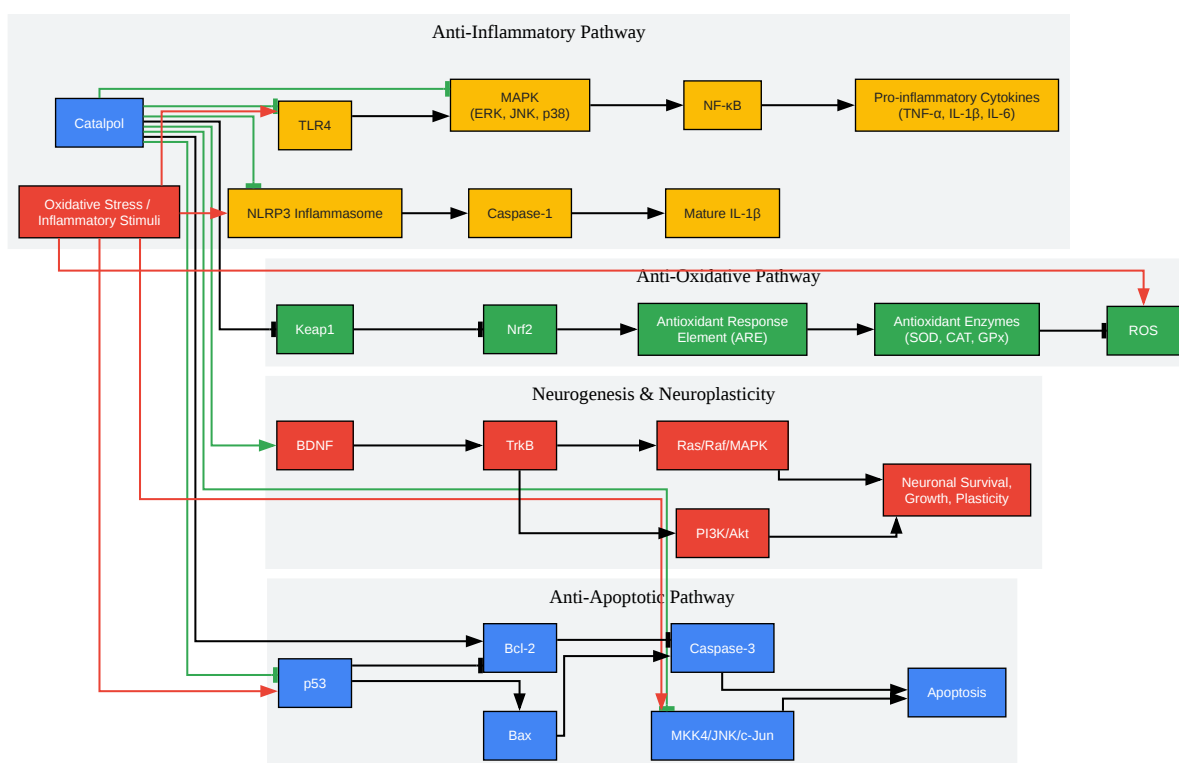 Anti-Inflammatory Pathway
Catalpol
TLR4
MAPK
(ERK, JNK, p38)
NF-κB
Pro-inflammatory Cytokines
(TNF-α, IL-1β, IL-6)
Oxidative Stress /
Inflammatory Stimuli
NLRP3 Inflammasome
Caspase-1
Mature IL-1β
Anti-Oxidative Pathway
Keap1
Nrf2
Antioxidant Response
Element (ARE)
Antioxidant Enzymes
(SOD, CAT, GPx)
ROS
Neurogenesis & Neuroplasticity
BDNF
TrkB
Ras/Raf/MAPK
Neuronal Survival,
Growth, Plasticity
PI3K/Akt
Anti-Apoptotic Pathway
Bcl-2
Caspase-3
p53
Apoptosis
Bax
MKK4/JNK/c-Jun